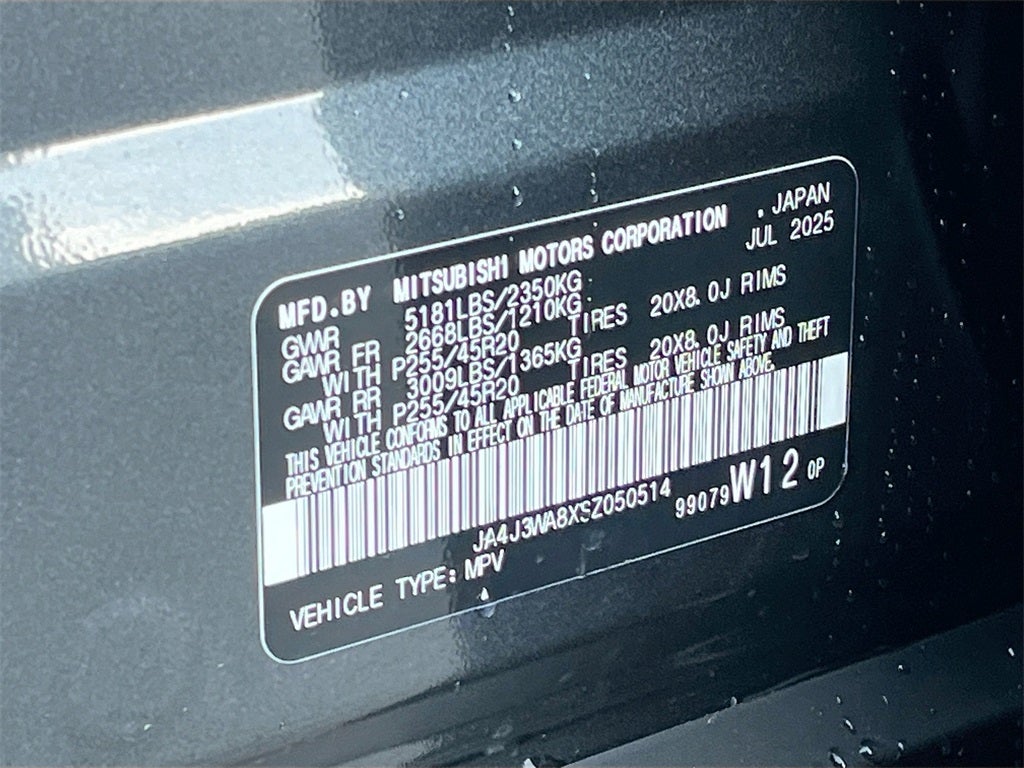 MFD.BY MITSUBISHI MOTORS CORPORATION . JAPAN
GVWR 5181LBS/2350KG JUL 2025
GAWR FR 2668LBS/1210KG
WITH P255/45R20 TIRES 20X8.0J RIMS
GAWR RR 3009LBS/1365KG
WITH P255/45R20 TIRES 20X8.0J RIMS
THIS VEHICLE CONFORMS TO ALL APPLICABLE FEDERAL MOTOR VEHICLE SAFETY AND THEFT
PREVENTION STANDARDS IN EFFECT ON THE DATE OF MANUFACTURE SHOWN ABOVE.
JA4J3WA8XSZ050514 99079 W12 0P
VEHICLE TYPE: MPV